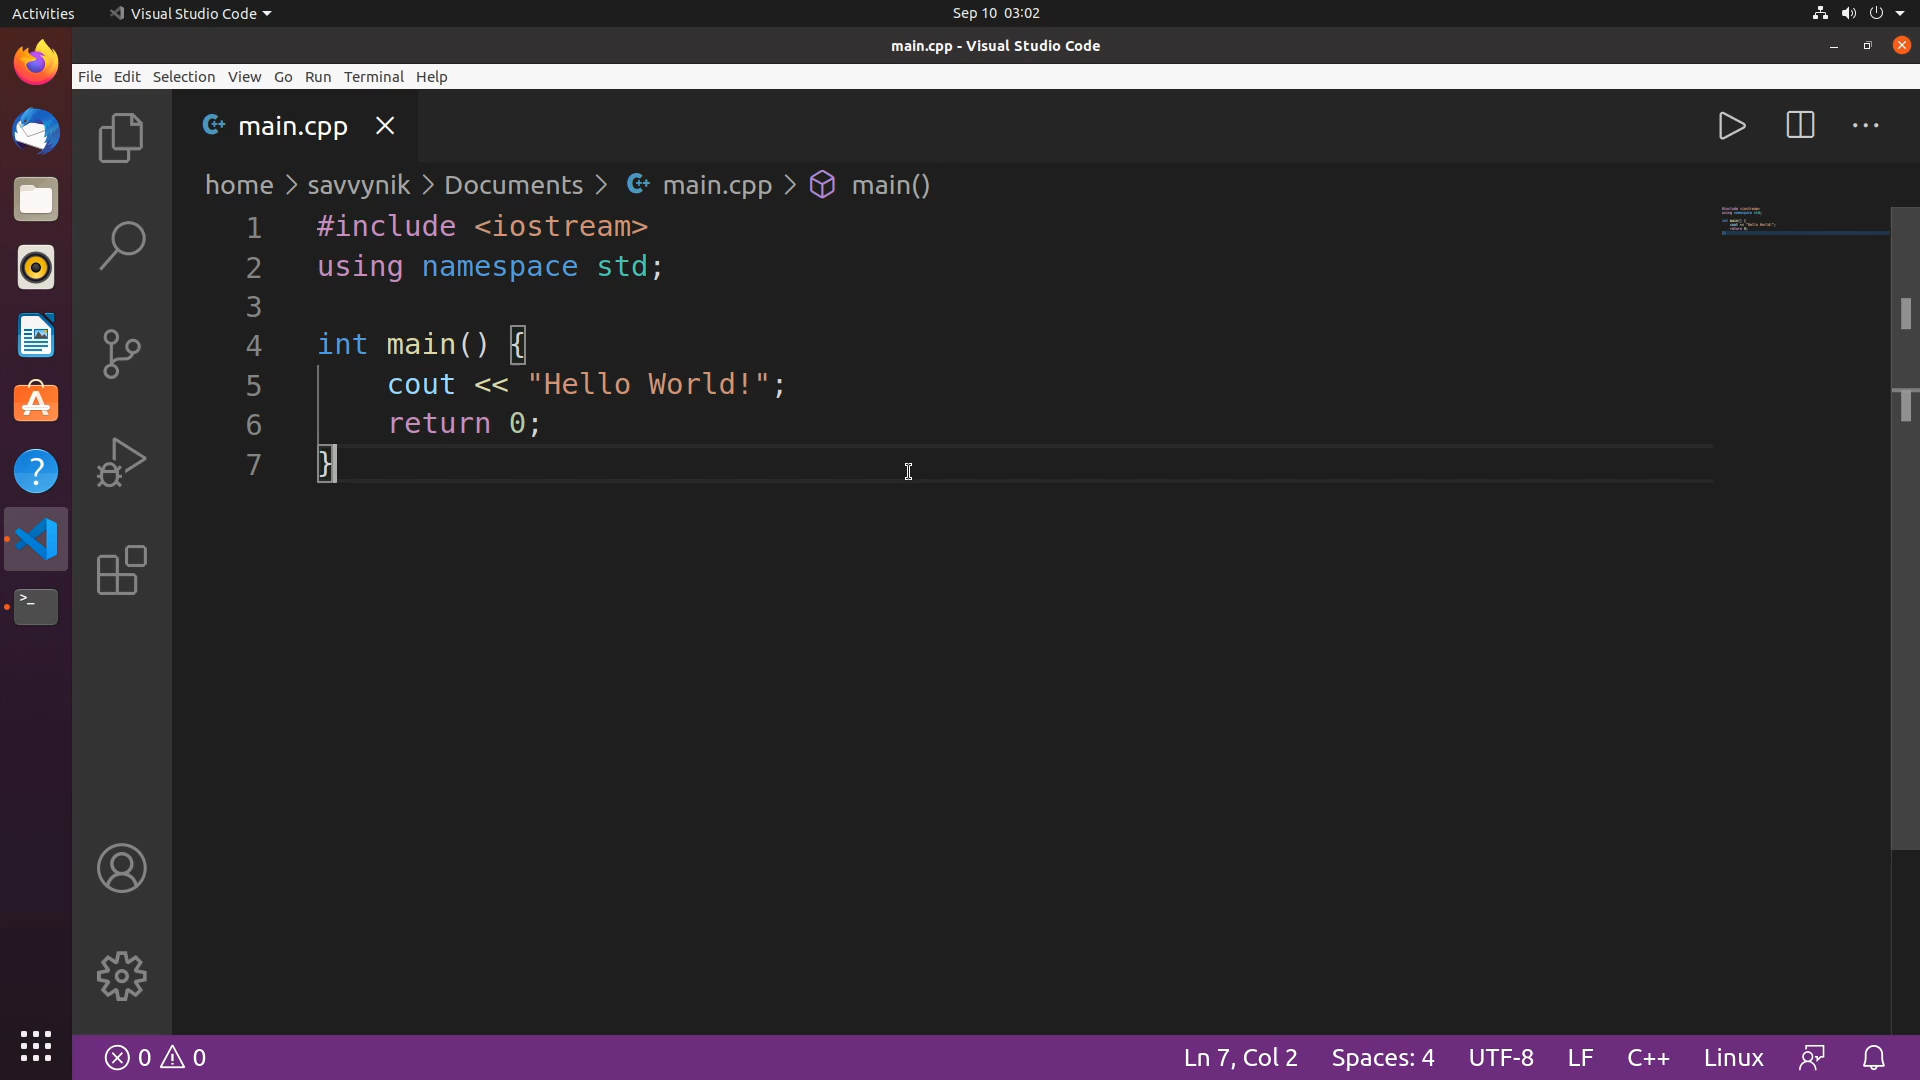 Activities Visual Studio Code Sep 10 03:02
main.cpp - Visual Studio Code
File Edit Selection View Go Run Terminal Help
main.cpp
home > savvynik > Documents > main.cpp > main()
1 #include <iostream>
2 using namespace std;
3
4 int main() {
5     cout << "Hello World!";
6     return 0;
7 }
0 0 Ln 7, Col 2 Spaces: 4 UTF-8 LF C++ Linux